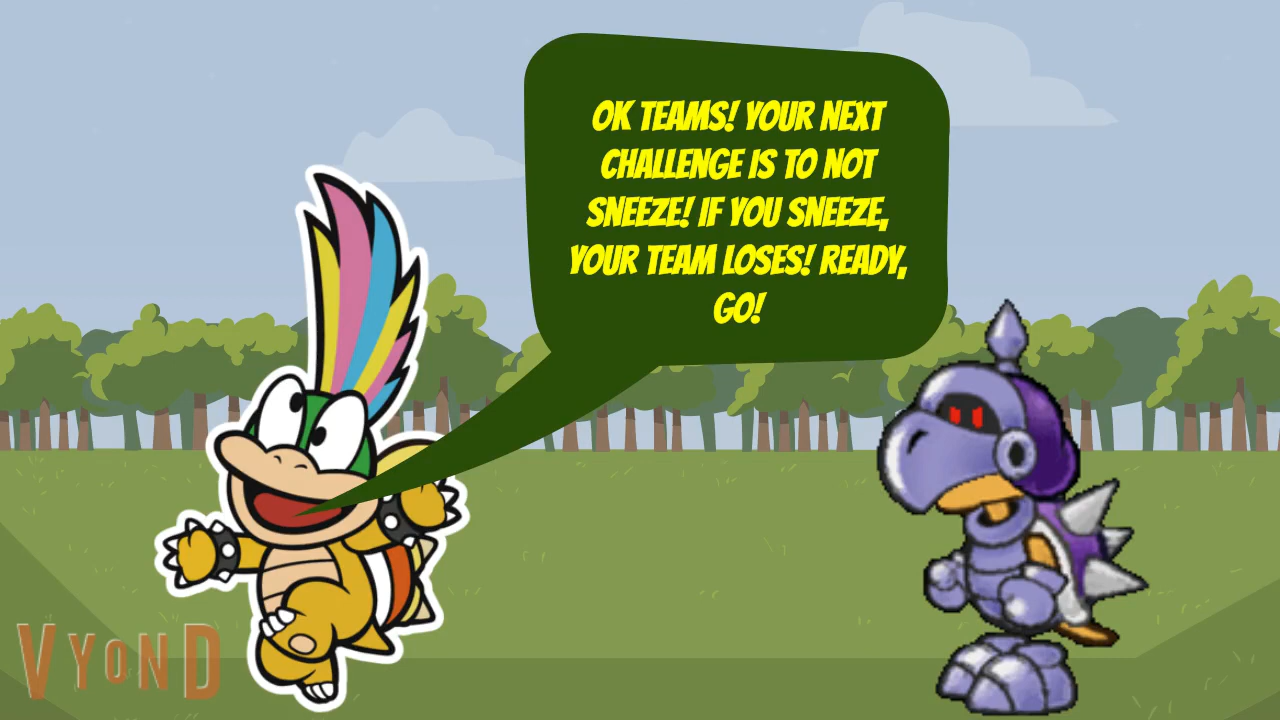 OK TEAMS! YOUR NEXT
CHALLENGE IS TO NOT
SNEEZE! IF YOU SNEEZE,
YOUR TEAM LOSES! READY,
GO!
VYOND